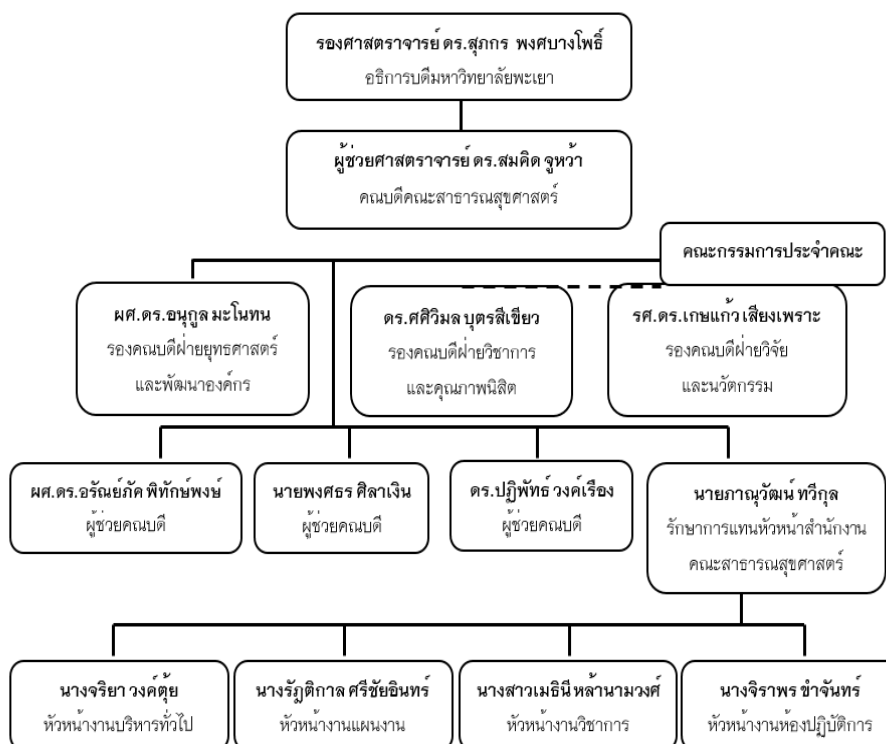 รองศาสตราจารย์ ดร.สุภกร พงศบางโพธิ์
อธิการบดีมหาวิทยาลัยพะเยา
ผู้ช่วยศาสตราจารย์ ดร.สมคิด จูหว้า
คณบดีคณะสาธารณสุขศาสตร์
คณะกรรมการประจำคณะ
ผศ.ดร.อนุกูล มะโนทน
รองคณบดีฝ่ายยุทธศาสตร์
และพัฒนาองค์กร
ดร.ศศิวิมล บุตรสีเขียว
รองคณบดีฝ่ายวิชาการ
และคุณภาพนิสิต
รศ.ดร.เกษแก้ว เสียงเพราะ
รองคณบดีฝ่ายวิจัย
และนวัตกรรม
ผศ.ดร.อรัณย์ภัค พิทักษ์พงษ์
ผู้ช่วยคณบดี
นายพงศธร ศิลาเงิน
ผู้ช่วยคณบดี
ดร.ปฏิพัทธ์ วงค์เรือง
ผู้ช่วยคณบดี
นายภาณุวัฒน์ ทวีกุล
รักษาการแทนหัวหน้าสำนักงาน
คณะสาธารณสุขศาสตร์
นางจริยา วงค์ตุ้ย
หัวหน้างานบริหารทั่วไป
นางรัฎติกาล ศรีชัยอินทร์
หัวหน้างานแผนงาน
นางสาวเมธินี หล้านามวงศ์
หัวหน้างานวิชาการ
นางจิราพร ขำจันทร์
หัวหน้างานห้องปฏิบัติการ